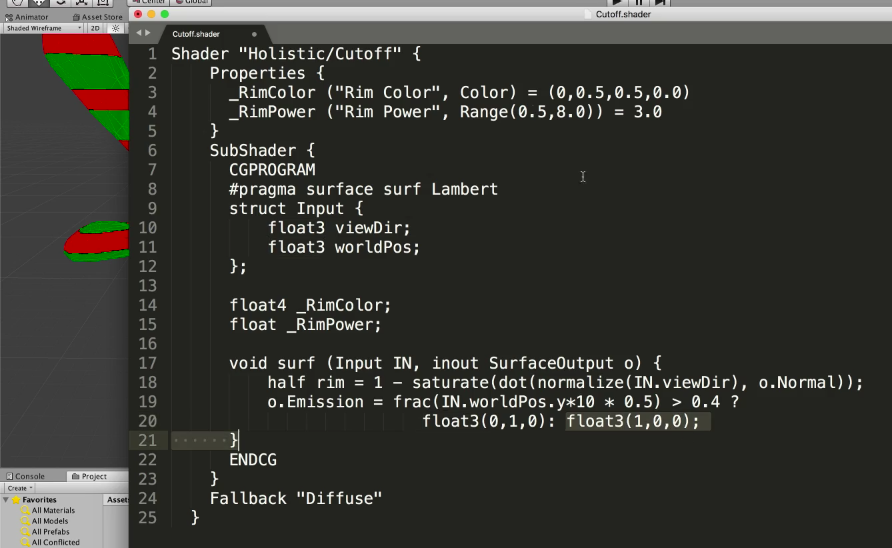 Center
Global
Animator
Asset Store
Shaded Wireframe
2D
Cutoff.shader
Cutoff.shader
1 Shader "Holistic/Cutoff" {
2 Properties {
3 _RimColor ("Rim Color", Color) = (0,0.5,0.5,0.0)
4 _RimPower ("Rim Power", Range(0.5,8.0)) = 3.0
5 }
6 SubShader {
7 CGPROGRAM
8 #pragma surface surf Lambert
9 struct Input {
10 float3 viewDir;
11 float3 worldPos;
12 };
13
14 float4 _RimColor;
15 float _RimPower;
16
17 void surf (Input IN, inout SurfaceOutput o) {
18 half rim = 1 - saturate(dot(normalize(IN.viewDir), o.Normal));
19 o.Emission = frac(IN.worldPos.y*10 * 0.5) > 0.4 ?
20 float3(0,1,0): float3(1,0,0);
21 }
22 ENDCG
23 }
24 Fallback "Diffuse"
25 }
Console
Project
Create
Favorites
Assets
All Materials
All Models
All Prefabs
All Conflicted